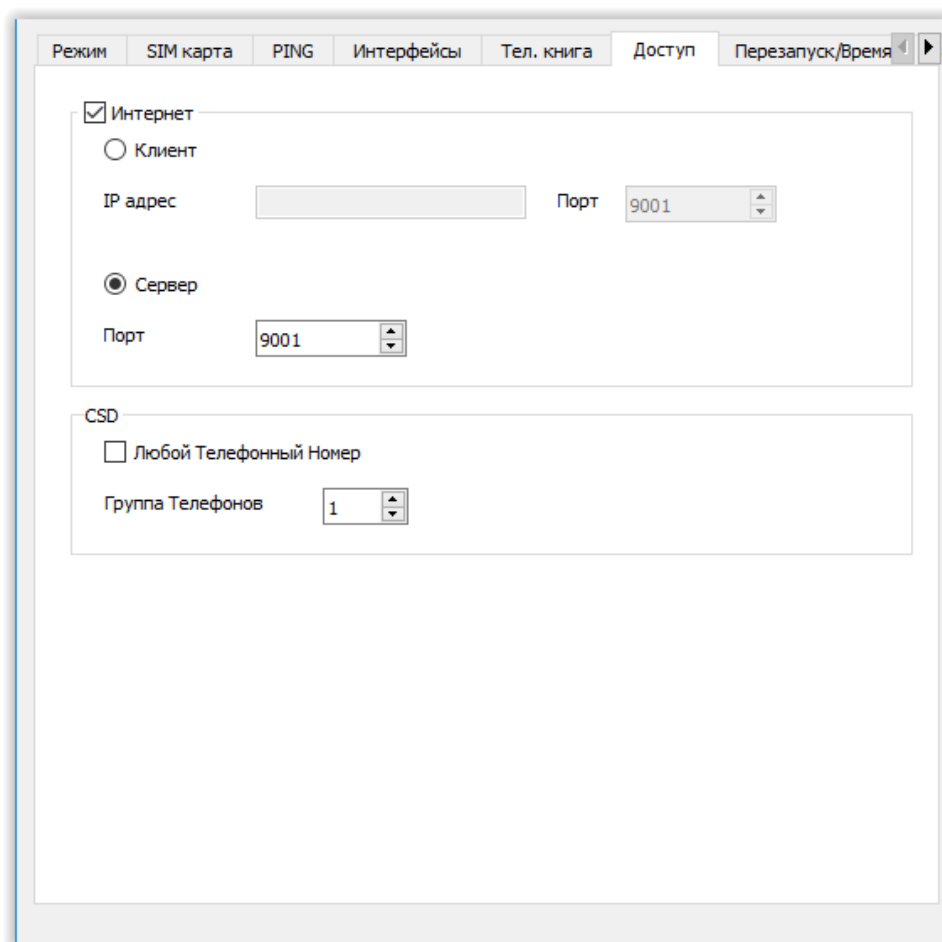 Режим SIM карта PING Интерфейсы Тел. книга Доступ Перезапуск/Время
Интернет
Клиент
IP адрес Порт 9001
Сервер
Порт 9001
CSD
Любой Телефонный Номер
Группа Телефонов 1